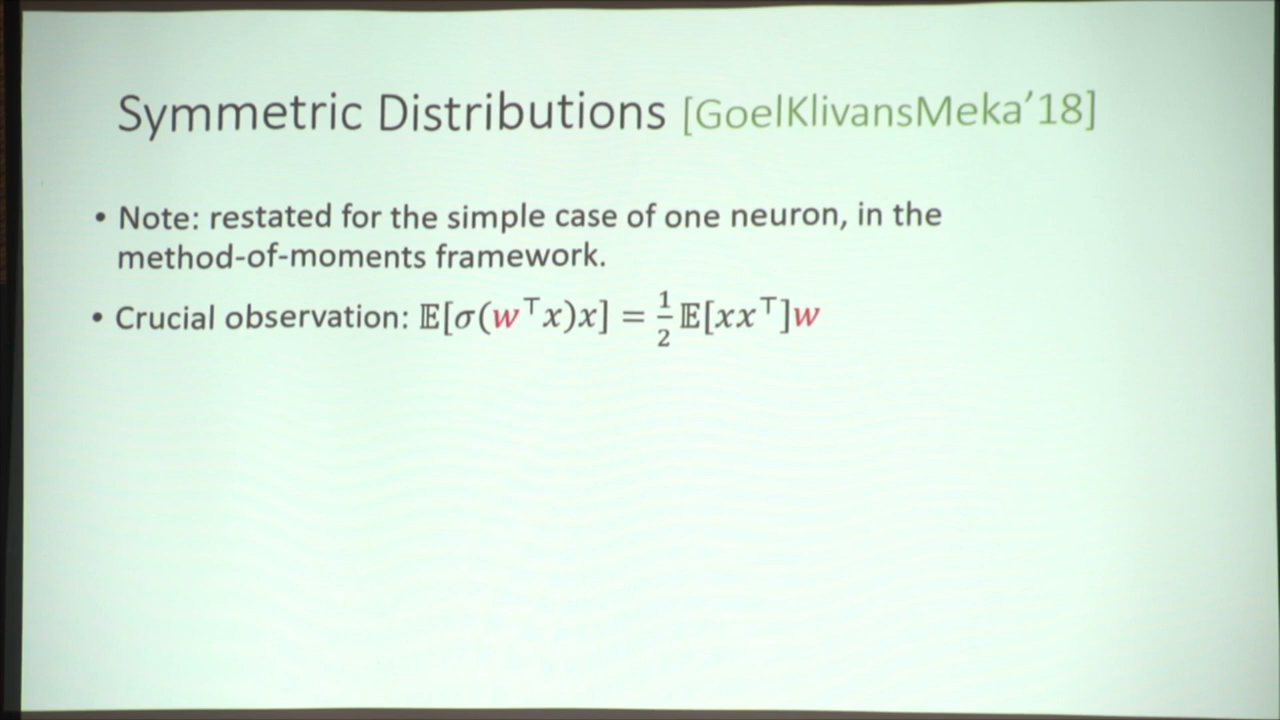 Symmetric Distributions [GoelKlivansMeka'18]
• Note: restated for the simple case of one neuron, in the
method-of-moments framework.
• Crucial observation: 𝔼[σ(w⊤x)x] = 1/2 𝔼[xx⊤]w